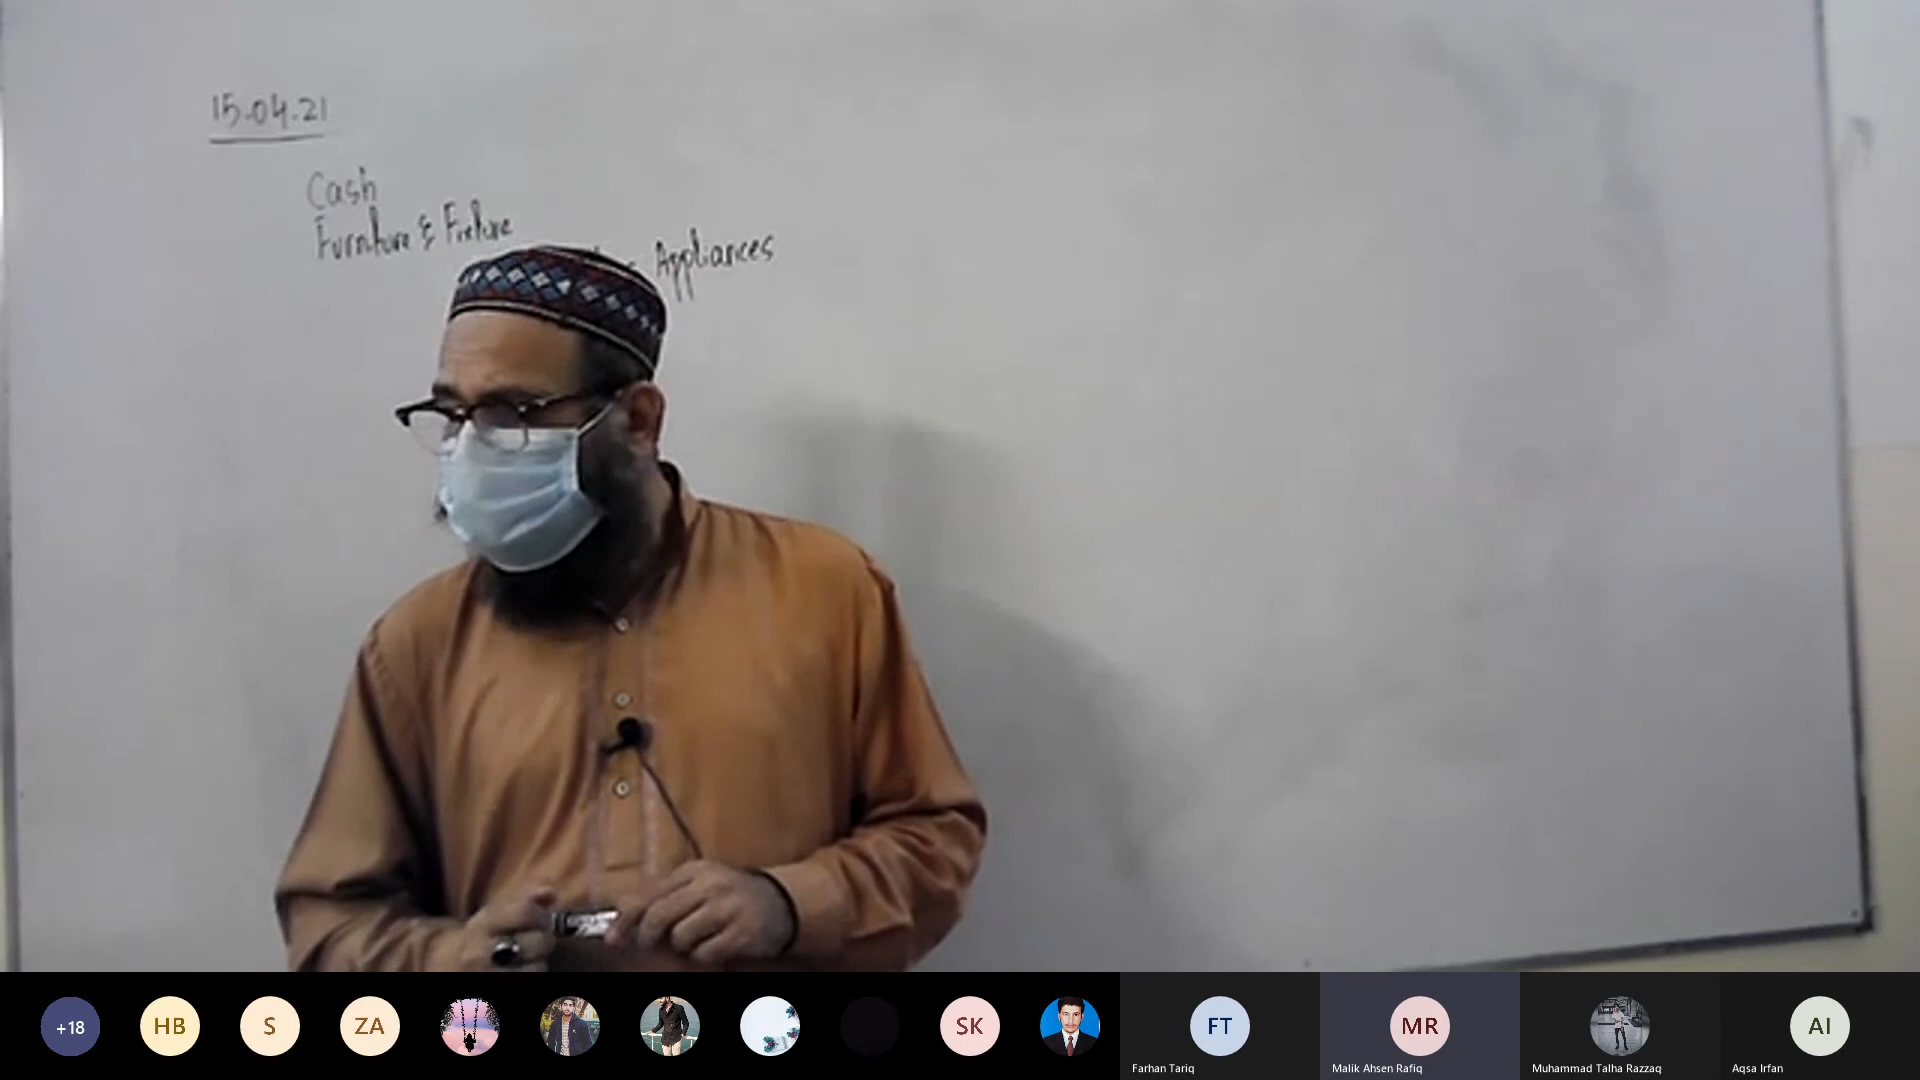 15-04-21
Cash
Furniture & Fixture
Appliances
+18
HB
S
ZA
SK
FT
MR
AI
Farhan Tariq
Malik Ahsen Rafiq
Muhammad Talha Razzaq
Aqsa Irfan